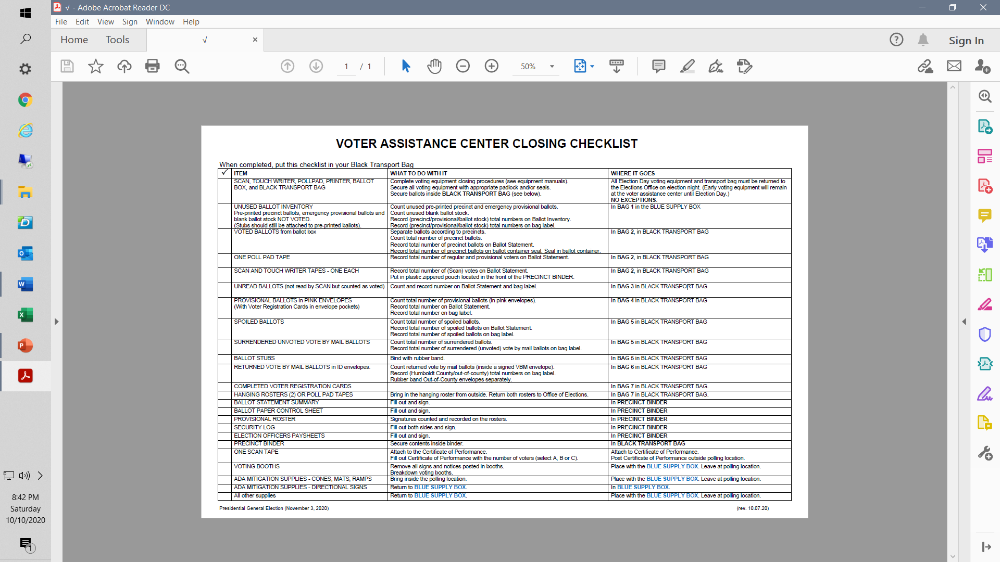 √ - Adobe Acrobat Reader DC
File Edit View Sign Window Help
Home Tools √ Sign In
1 / 1 50%
VOTER ASSISTANCE CENTER CLOSING CHECKLIST
When completed, put this checklist in your Black Transport Bag
✓ ITEM WHAT TO DO WITH IT WHERE IT GOES
SCAN, TOUCH WRITER, POLLPAD, PRINTER, BALLOT
BOX, and BLACK TRANSPORT BAG
Complete voting equipment closing procedures (see equipment manuals).
Secure all voting equipment with appropriate padlock and/or seals.
Secure ballots inside BLACK TRANSPORT BAG (see below).
All Election Day voting equipment and transport bag must be returned to
the Elections Office on election night. (Early voting equipment will remain
at the voter assistance center until Election Day.)
NO EXCEPTIONS.
UNUSED BALLOT INVENTORY
Pre-printed precinct ballots, emergency provisional ballots and
blank ballot stock NOT VOTED.
(Stubs should still be attached to pre-printed ballots).
Count unused pre-printed precinct and emergency provisional ballots.
Count unused blank ballot stock.
Record (precinct/provisional/ballot stock) total numbers on Ballot Inventory.
Record (precinct/provisional/ballot stock) total numbers on bag label.
In BAG 1 in the BLUE SUPPLY BOX
VOTED BALLOTS from ballot box
Separate ballots according to precincts.
Count total number of precinct ballots.
Record total number of precinct ballots on Ballot Statement.
Record total number of precinct ballots on ballot container seal. Seal in ballot container.
In BAG 2, in BLACK TRANSPORT BAG
ONE POLL PAD TAPE
Record total number of regular and provisional voters on Ballot Statement.
In BAG 2, in BLACK TRANSPORT BAG
SCAN AND TOUCH WRITER TAPES - ONE EACH
Record total number of (Scan) votes on Ballot Statement.
Put in plastic zippered pouch located in the front of the PRECINCT BINDER.
In BAG 2, in BLACK TRANSPORT BAG
UNREAD BALLOTS (not read by SCAN but counted as voted)
Count and record number on Ballot Statement and bag label.
In BAG 3 in BLACK TRANSPORT BAG
PROVISIONAL BALLOTS in PINK ENVELOPES
(With Voter Registration Cards in envelope pockets)
Count total number of provisional ballots (in pink envelopes).
Record total number on Ballot Statement.
Record total number on bag label.
In BAG 4 in BLACK TRANSPORT BAG
SPOILED BALLOTS
Count total number of spoiled ballots.
Record total number of spoiled ballots on Ballot Statement.
Record total number of spoiled ballots on bag label.
In BAG 5 in BLACK TRANSPORT BAG
SURRENDERED UNVOTED VOTE BY MAIL BALLOTS
Count total number of surrendered ballots.
Record total number of surrendered (unvoted) vote by mail ballots on bag label.
In BAG 5 in BLACK TRANSPORT BAG
BALLOT STUBS
Bind with rubber band.
In BAG 5 in BLACK TRANSPORT BAG
RETURNED VOTE BY MAIL BALLOTS in ID envelopes.
Count returned vote by mail ballots (inside a signed VBM envelope).
Record (Humboldt County/out-of-county) total numbers on bag label.
Rubber band Out-of-County envelopes separately.
In BAG 6 in BLACK TRANSPORT BAG
COMPLETED VOTER REGISTRATION CARDS
In BAG 7 in BLACK TRANSPORT BAG.
HANGING ROSTERS (2) OR POLL PAD TAPES
Bring in the hanging roster from outside. Return both rosters to Office of Elections.
In BAG 7 in BLACK TRANSPORT BAG.
BALLOT STATEMENT SUMMARY
Fill out and sign.
In PRECINCT BINDER
BALLOT PAPER CONTROL SHEET
Fill out and sign.
In PRECINCT BINDER
PROVISIONAL ROSTER
Signatures counted and recorded on the rosters.
In PRECINCT BINDER
SECURITY LOG
Fill out both sides and sign.
In PRECINCT BINDER
ELECTION OFFICERS PAYSHEETS
Fill out and sign.
In PRECINCT BINDER
PRECINCT BINDER
Secure contents inside binder.
In BLACK TRANSPORT BAG
ONE SCAN TAPE
Attach to the Certificate of Performance.
Fill out Certificate of Performance with the number of voters (select A, B or C).
Attach to Certificate of Performance.
Post Certificate of Performance outside polling location.
VOTING BOOTHS
Remove all signs and notices posted in booths.
Breakdown voting booths.
Place with the BLUE SUPPLY BOX. Leave at polling location.
ADA MITIGATION SUPPLIES - CONES, MATS, RAMPS
Bring inside the polling location.
Place with the BLUE SUPPLY BOX. Leave at polling location.
ADA MITIGATION SUPPLIES - DIRECTIONAL SIGNS
Return to BLUE SUPPLY BOX.
In BLUE SUPPLY BOX.
All other supplies
Return to BLUE SUPPLY BOX.
Place with the BLUE SUPPLY BOX. Leave at polling location.
Presidential General Election (November 3, 2020) (rev. 10.07.20)
8:42 PM
Saturday
10/10/2020
1